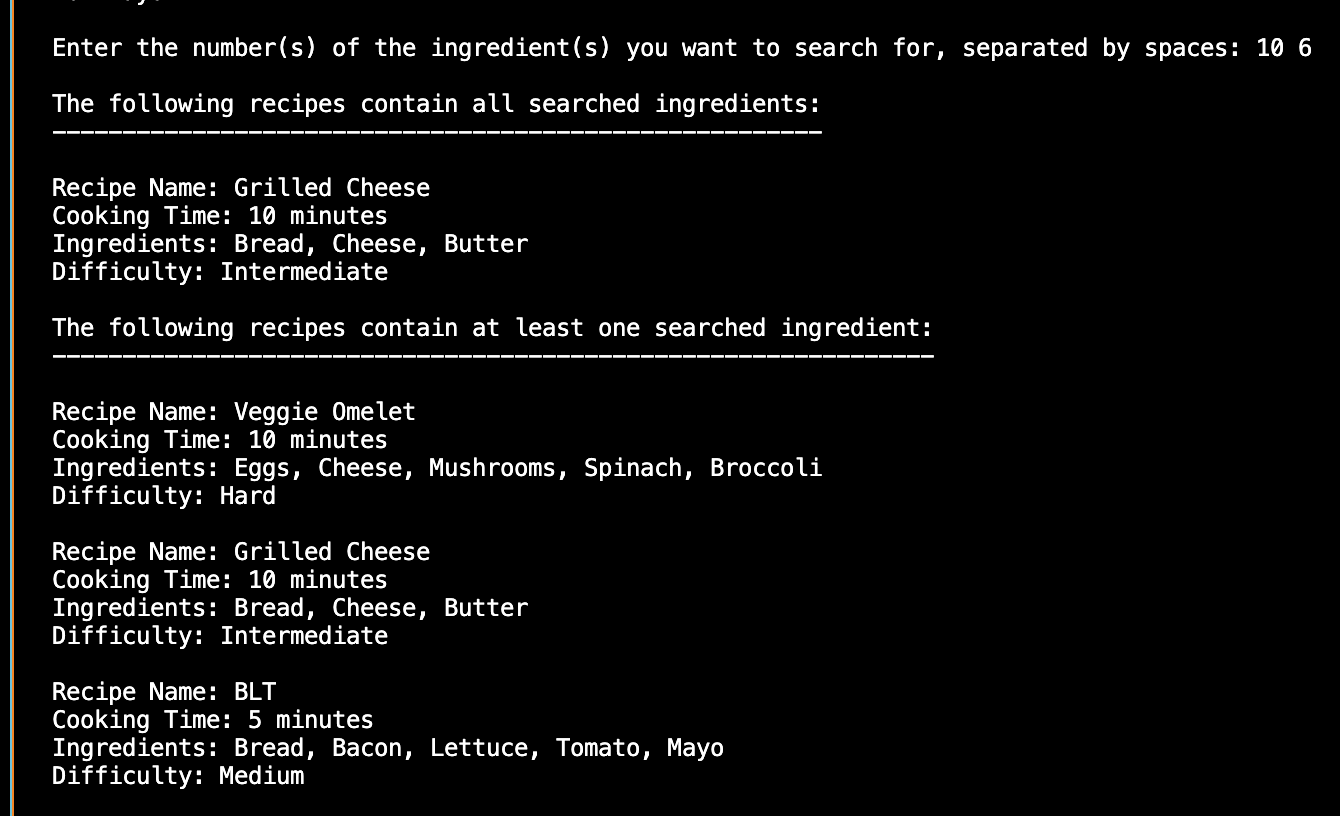 Enter the number(s) of the ingredient(s) you want to search for, separated by spaces: 10 6
The following recipes contain all searched ingredients:
-------------------------------------------------------
Recipe Name: Grilled Cheese
Cooking Time: 10 minutes
Ingredients: Bread, Cheese, Butter
Difficulty: Intermediate
The following recipes contain at least one searched ingredient:
---------------------------------------------------------------
Recipe Name: Veggie Omelet
Cooking Time: 10 minutes
Ingredients: Eggs, Cheese, Mushrooms, Spinach, Broccoli
Difficulty: Hard
Recipe Name: Grilled Cheese
Cooking Time: 10 minutes
Ingredients: Bread, Cheese, Butter
Difficulty: Intermediate
Recipe Name: BLT
Cooking Time: 5 minutes
Ingredients: Bread, Bacon, Lettuce, Tomato, Mayo
Difficulty: Medium